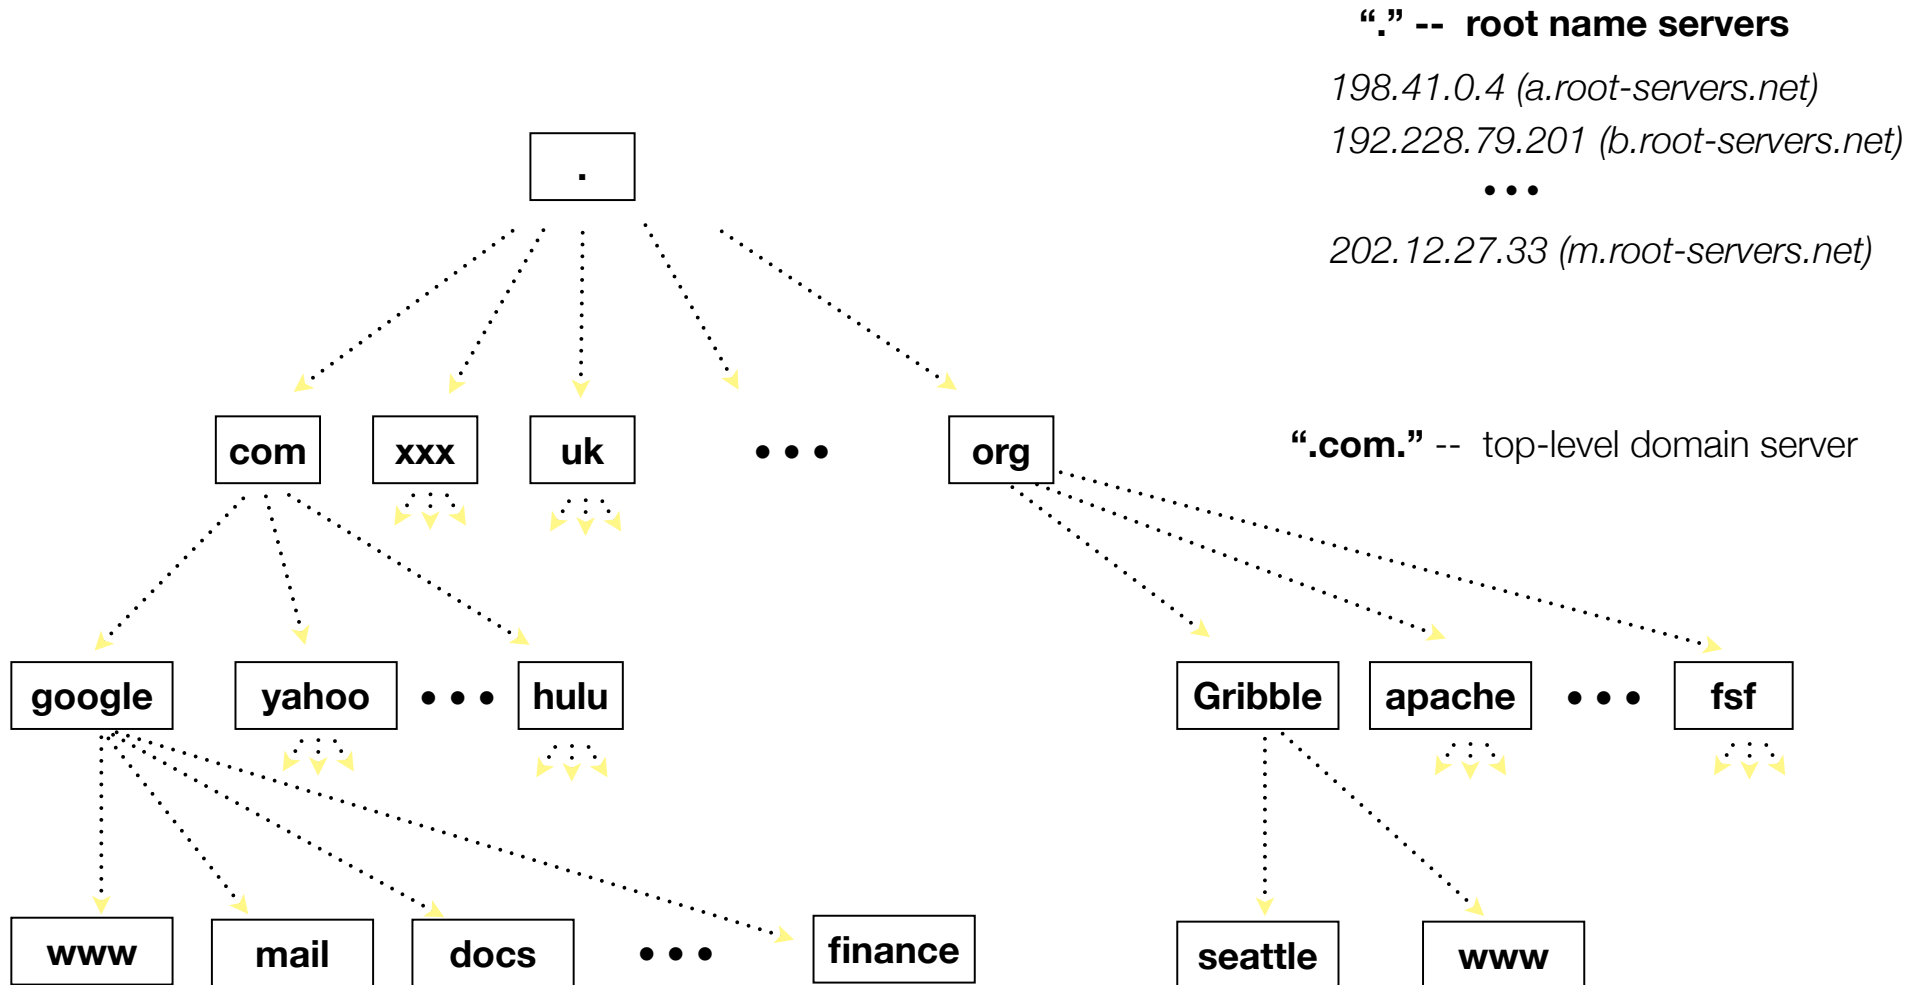 “.” -- root name servers
198.41.0.4 (a.root-servers.net)
192.228.79.201 (b.root-servers.net)
•••
202.12.27.33 (m.root-servers.net)
.
com xxx uk ••• org
“.com.” -- top-level domain server
google yahoo ••• hulu Gribble apache ••• fsf
www mail docs ••• finance seattle www